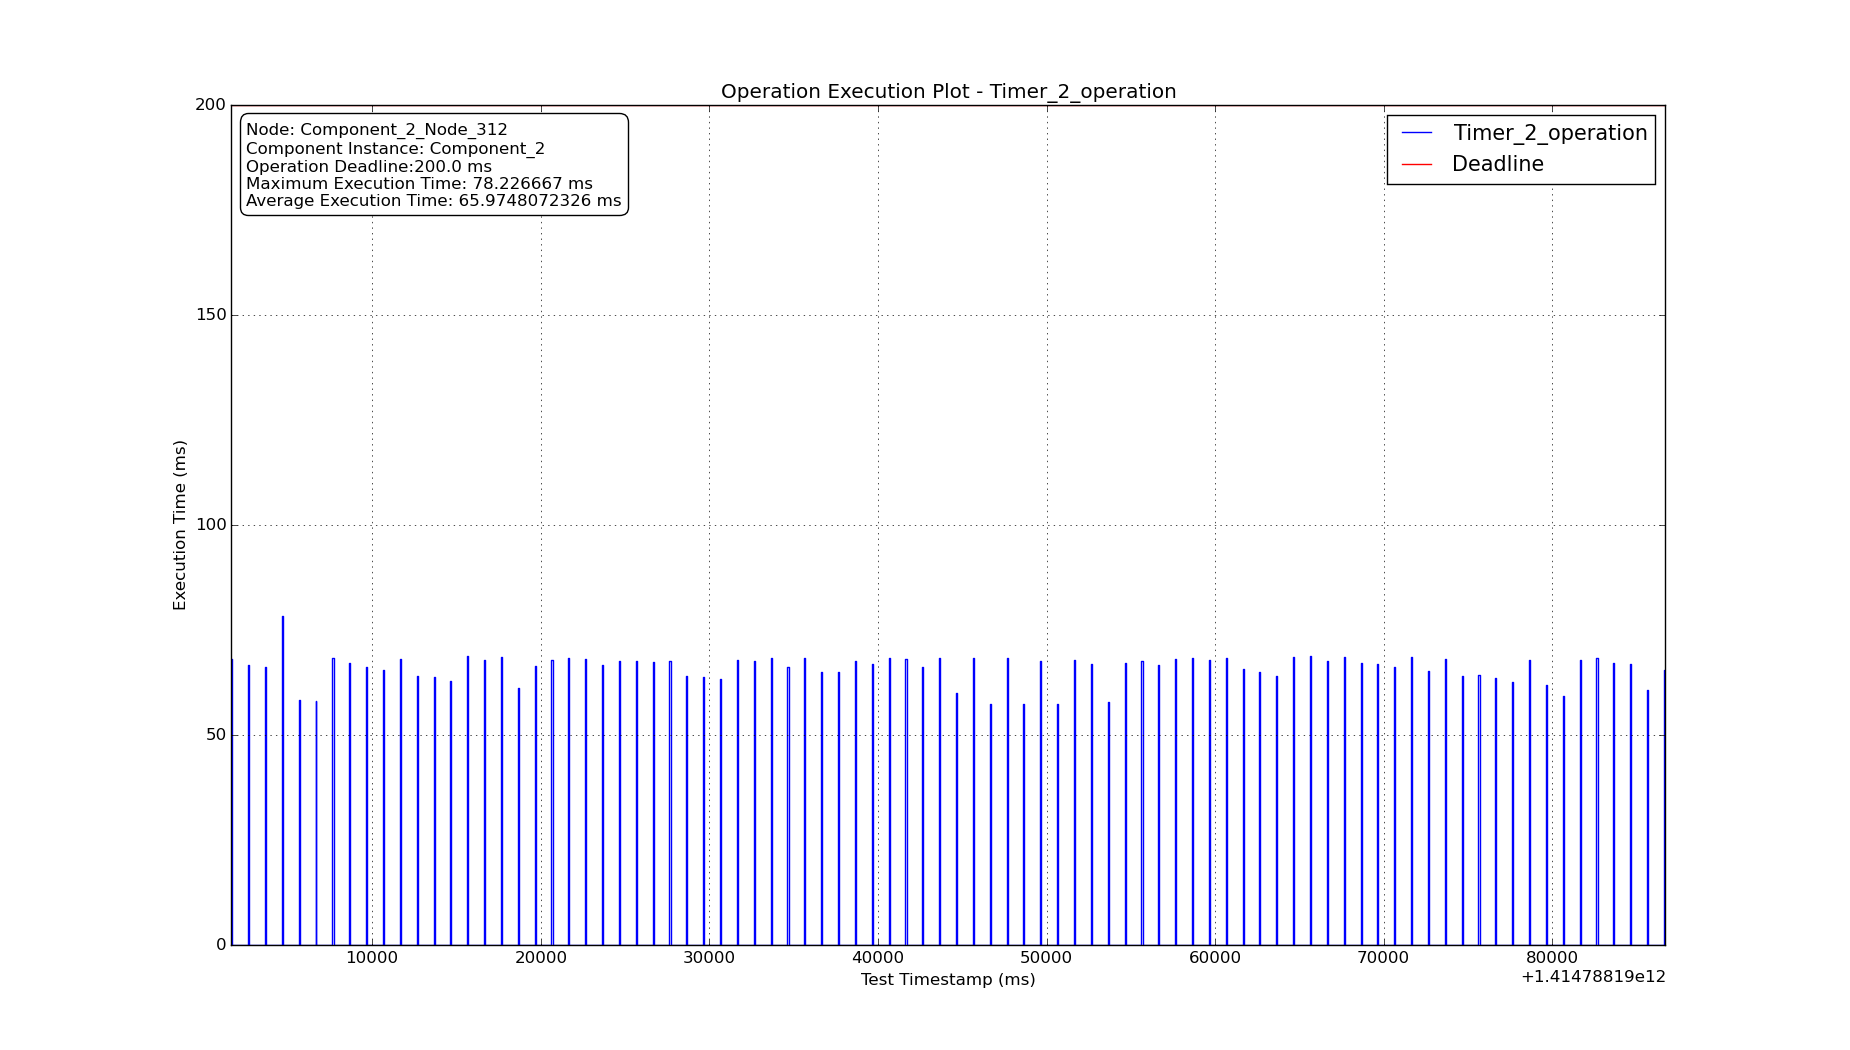 Operation Execution Plot - Timer_2_operation
Node: Component_2_Node_312
Component Instance: Component_2
Operation Deadline:200.0 ms
Maximum Execution Time: 78.226667 ms
Average Execution Time: 65.9748072326 ms
Timer_2_operation
Deadline
200
150
100
50
0
Execution Time (ms)
10000 20000 30000 40000 50000 60000 70000 80000
Test Timestamp (ms)
+1.41478819e12